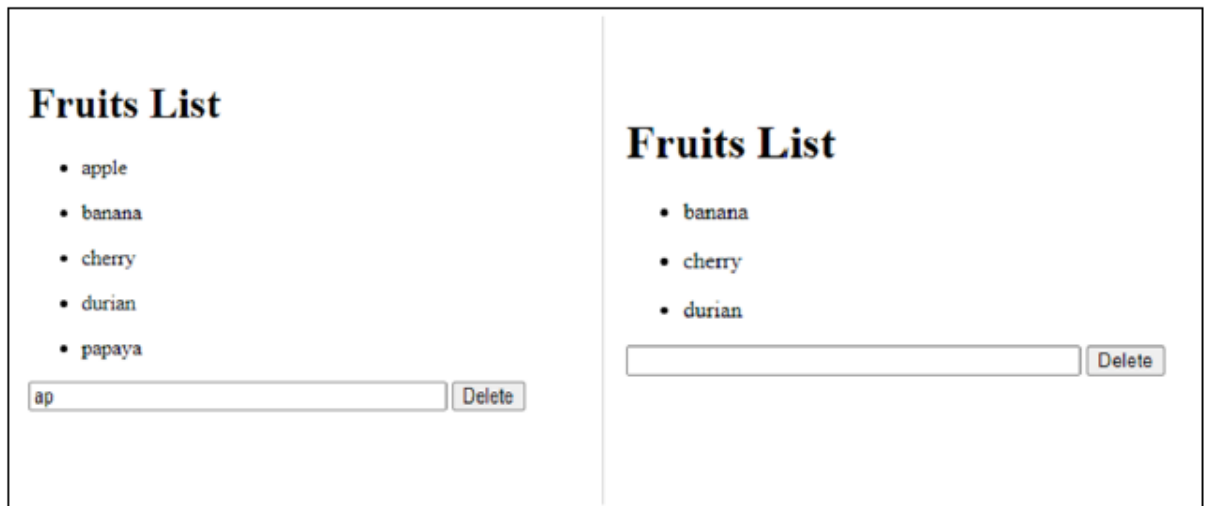 Fruits List
apple
banana
cherry
durian
papaya
ap Delete
Fruits List
banana
cherry
durian
Delete